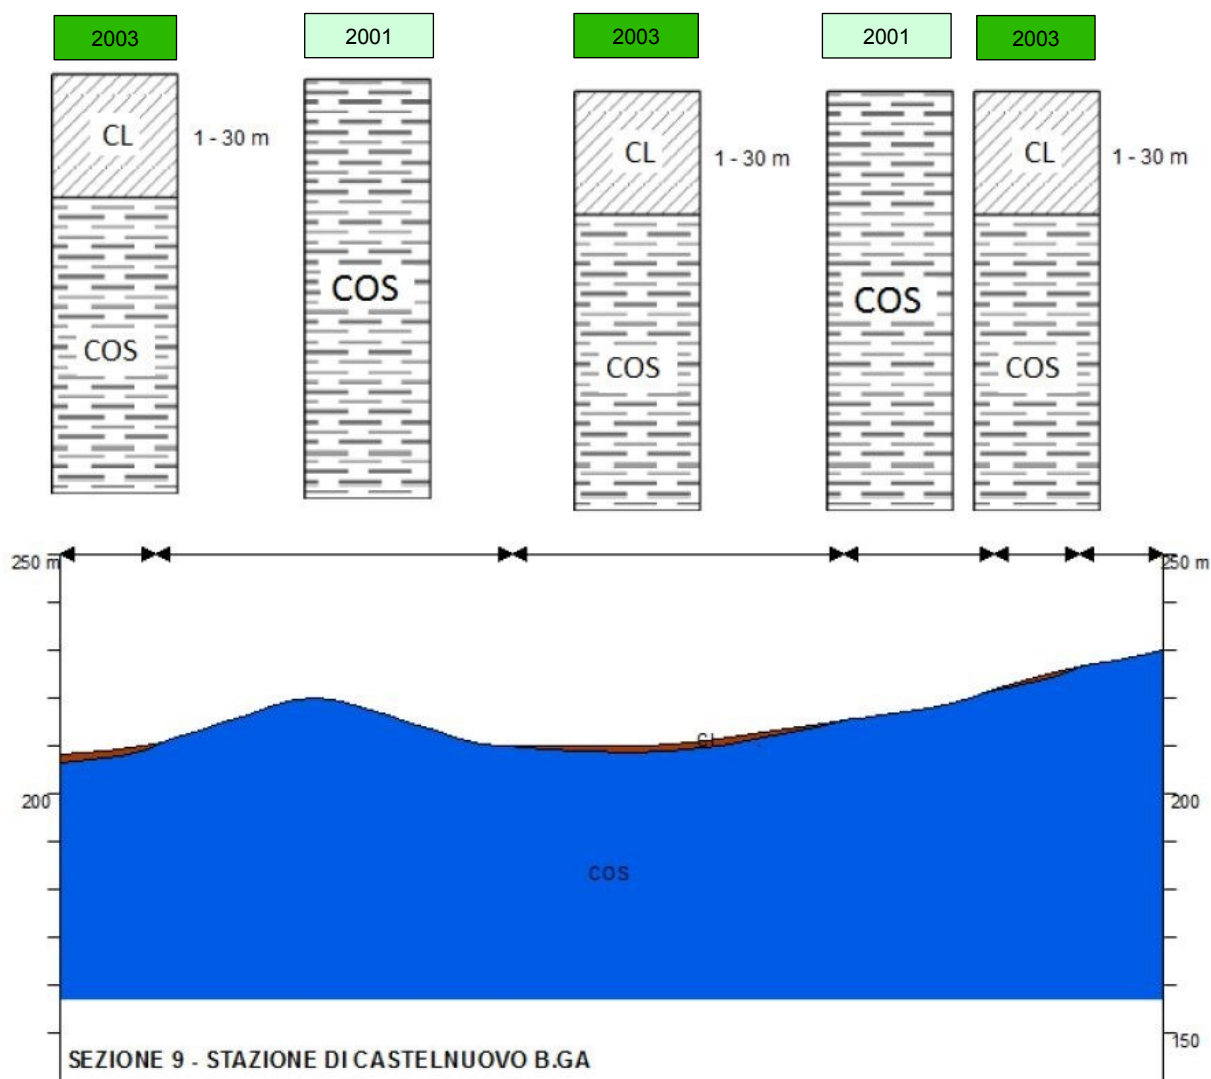 2003
2001
2003
2001
2003
CL
1 - 30 m
COS
COS
CL
1 - 30 m
COS
COS
CL
1 - 30 m
COS
250 m
250 m
CL
200
200
COS
150
SEZIONE 9 - STAZIONE DI CASTELNUOVO B.GA